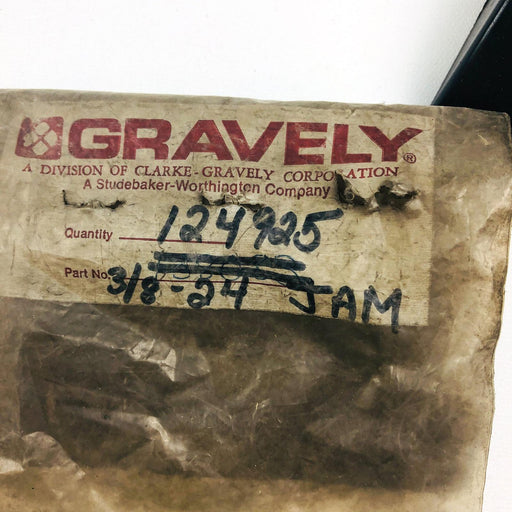 GRAVELY®
A DIVISION OF CLARKE-GRAVELY CORPORATION
A Studebaker-Worthington Company
Quantity 124925
Part No. 3/8-24 JAM